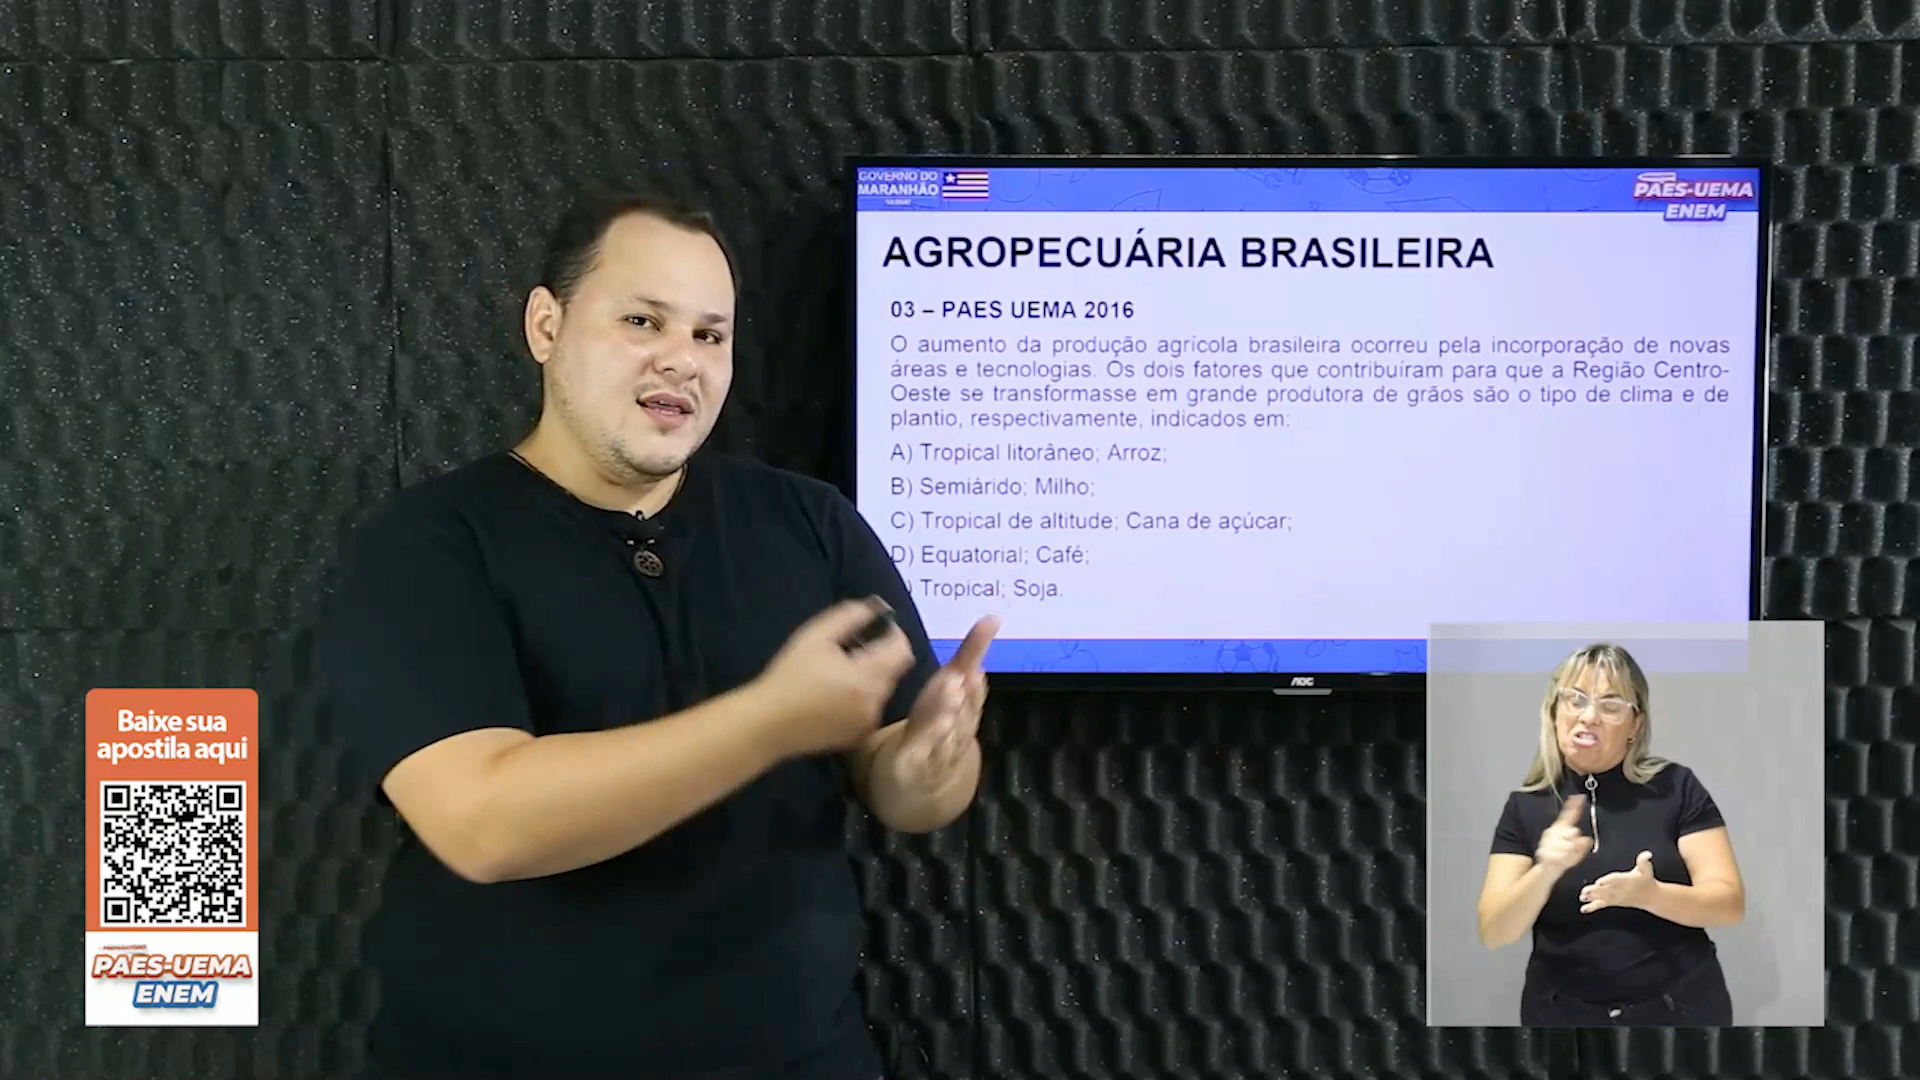 GOVERNO DO
MARANHÃO
PAES-UEMA
ENEM
AGROPECUÁRIA BRASILEIRA
03 – PAES UEMA 2016
O aumento da produção agrícola brasileira ocorreu pela incorporação de novas
áreas e tecnologias. Os dois fatores que contribuíram para que a Região Centro-
Oeste se transformasse em grande produtora de grãos são o tipo de clima e de
plantio, respectivamente, indicados em:
A) Tropical litorâneo; Arroz;
B) Semiárido; Milho;
C) Tropical de altitude; Cana de açúcar;
D) Equatorial; Café;
) Tropical; Soja.
AOC
Baixe sua
apostila aqui
PREPARATÓRIO
PAES-UEMA
ENEM